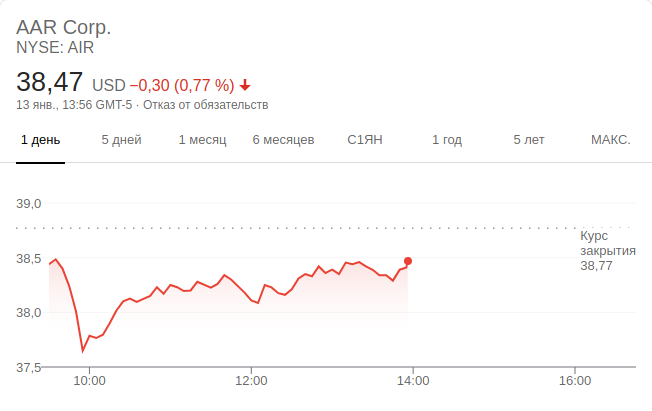 AAR Corp.
NYSE: AIR
38,47 USD −0,30 (0,77 %)
13 янв., 13:56 GMT-5 · Отказ от обязательств
1 день 5 дней 1 месяц 6 месяцев С1ЯН 1 год 5 лет МАКС.
39,0
Курс
закрытия
38,77
38,5
38,0
37,5
10:00 12:00 14:00 16:00